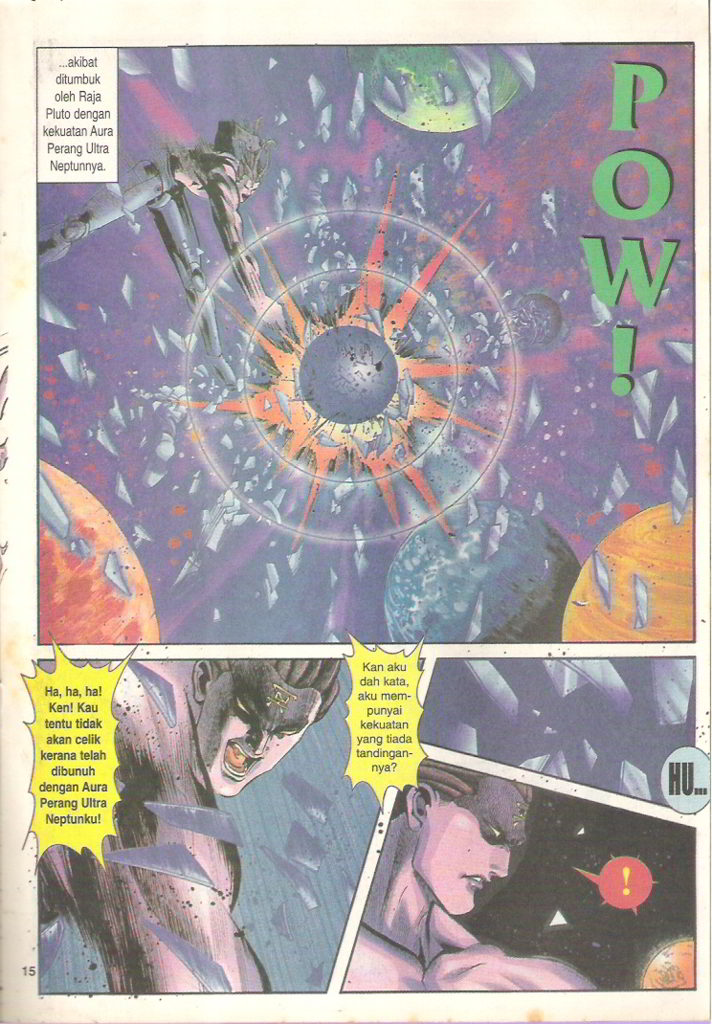 ...akibat
ditumbuk
oleh Raja
Pluto dengan
kekuatan Aura
Perang Ultra
Neptunnya.
POW!
Ha, ha, ha!
Ken! Kau
tentu tidak
akan celik
kerana telah
dibunuh
dengan Aura
Perang Ultra
Neptunku!
Kan aku
dah kata,
aku mem-
punyai
kekuatan
yang tiada
tandingan-
nya?
HU...
!
15